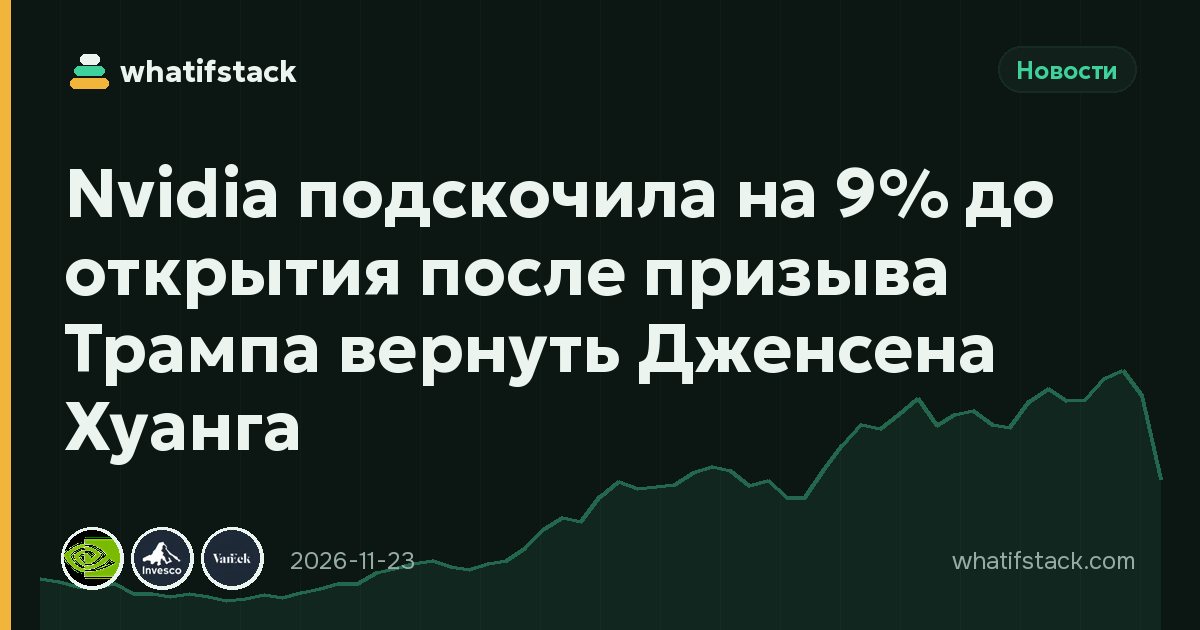 whatifstack
Новости
Nvidia подскочила на 9% до
открытия после призыва
Трампа вернуть Дженсена
Хуанга
Invesco
VanEck
2026-11-23
whatifstack.com